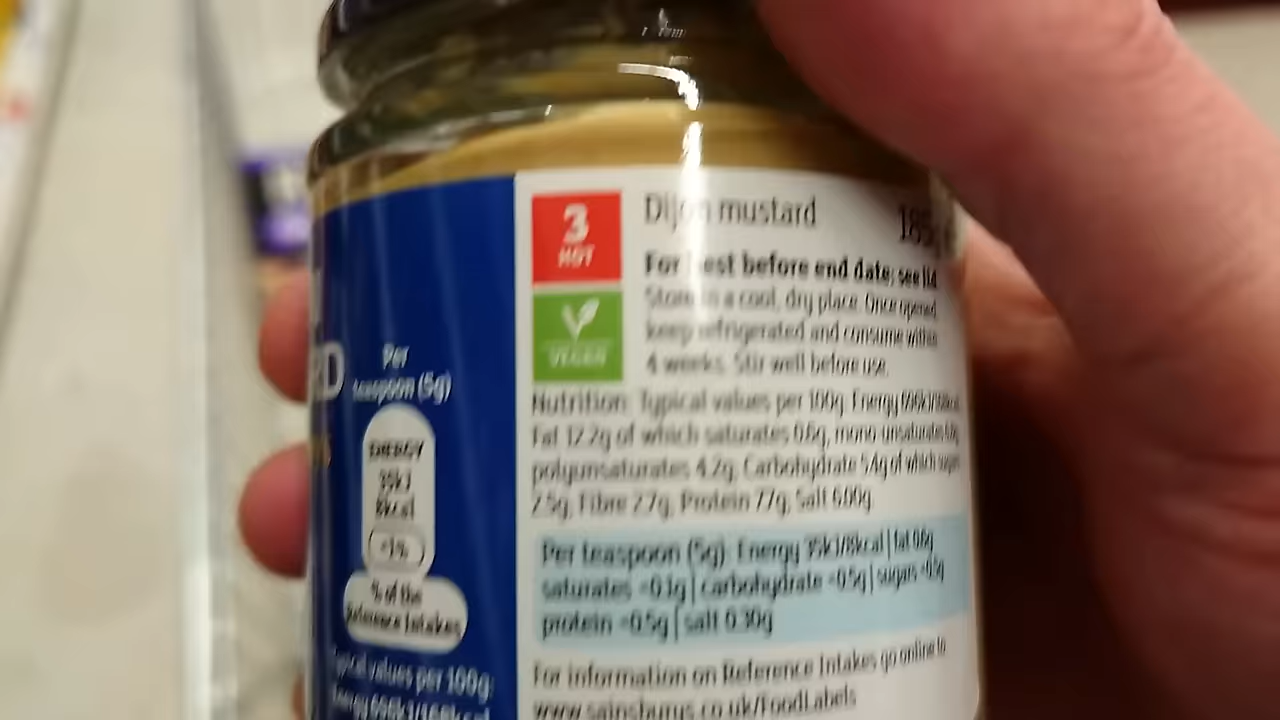 RD
Per
teaspoon (5g)
ENERGY
35kJ
8kcal
<1%
% of the
Reference Intakes
Typical values per 100g:
Energy 696kJ/168kcal
3
HOT
VEGAN
Dijon mustard
185g
For best before end date; see lid.
Store in a cool, dry place. Once opened,
keep refrigerated and consume within
4 weeks. Stir well before use.
Nutrition: Typical values per 100g: Energy 696kJ/168kcal,
Fat 12.2g of which saturates 0.6g, mono-unsaturates
polyunsaturates 4.2g, Carbohydrate 5.4g of which sugars
2.5g, Fibre 2.7g, Protein 7.7g, Salt 6.00g
Per teaspoon (5g): Energy 35kJ/8kcal | fat 0.6g
saturates <0.1g | carbohydrate <0.5g | sugars <0.5g
protein <0.5g | salt 0.30g
For information on Reference Intakes go online to
www.sainsburys.co.uk/FoodLabels